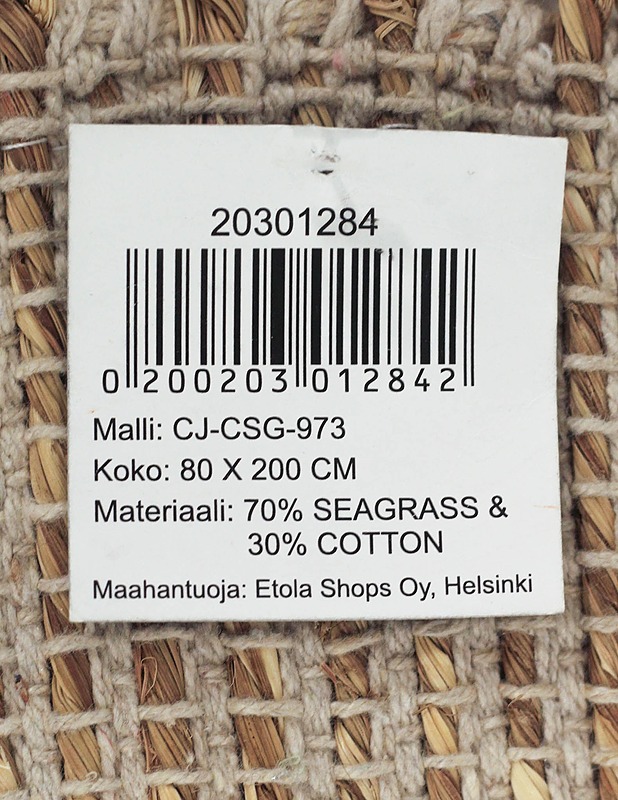 20301284
0 200203 012842
Malli: CJ-CSG-973
Koko: 80 X 200 CM
Materiaali: 70% SEAGRASS &
30% COTTON
Maahantuoja: Etola Shops Oy, Helsinki